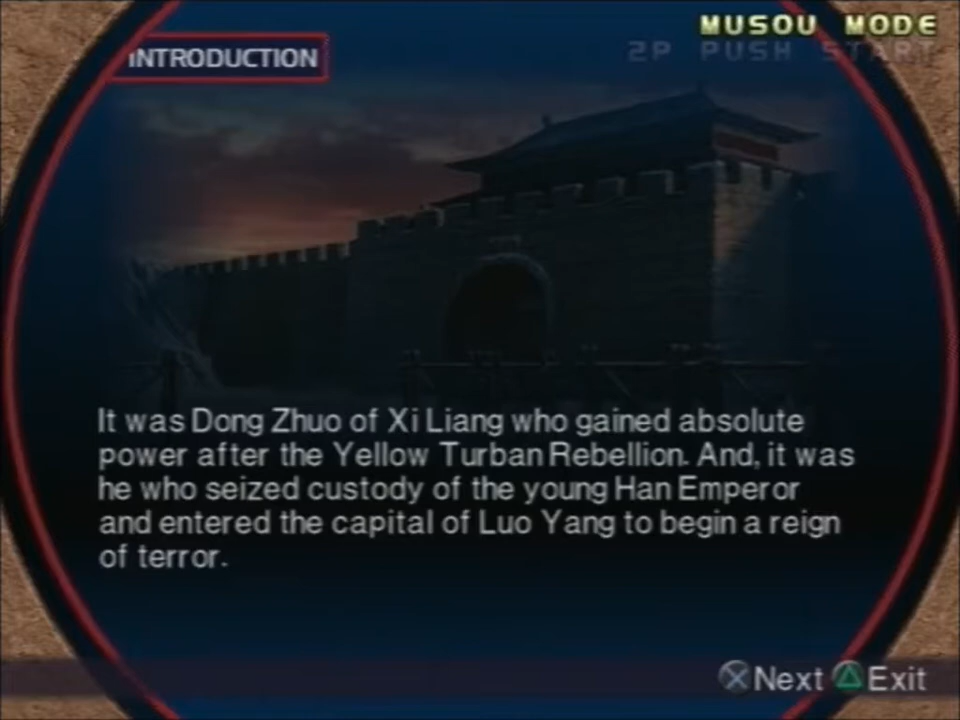 MUSOU MODE
2P PUSH START
INTRODUCTION
It was Dong Zhuo of Xi Liang who gained absolute
power after the Yellow Turban Rebellion. And, it was
he who seized custody of the young Han Emperor
and entered the capital of Luo Yang to begin a reign
of terror.
Next Exit